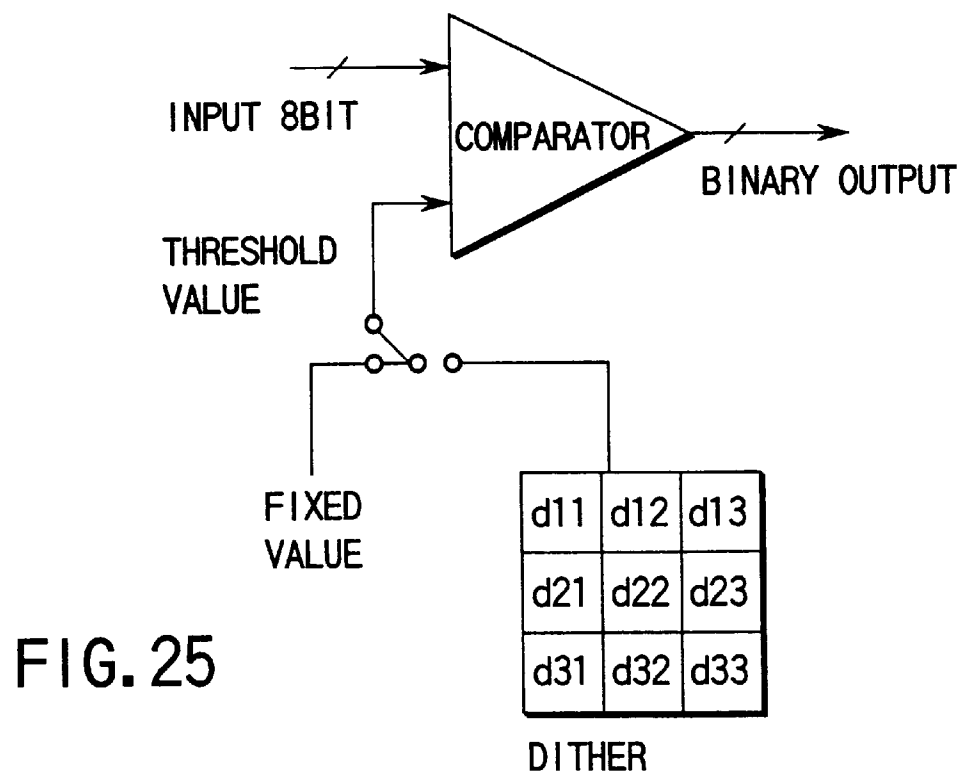 INPUT 8BIT
COMPARATOR
BINARY OUTPUT
THRESHOLD
VALUE
FIXED
VALUE
d11 d12 d13
d21 d22 d23
d31 d32 d33
FIG. 25
DITHER